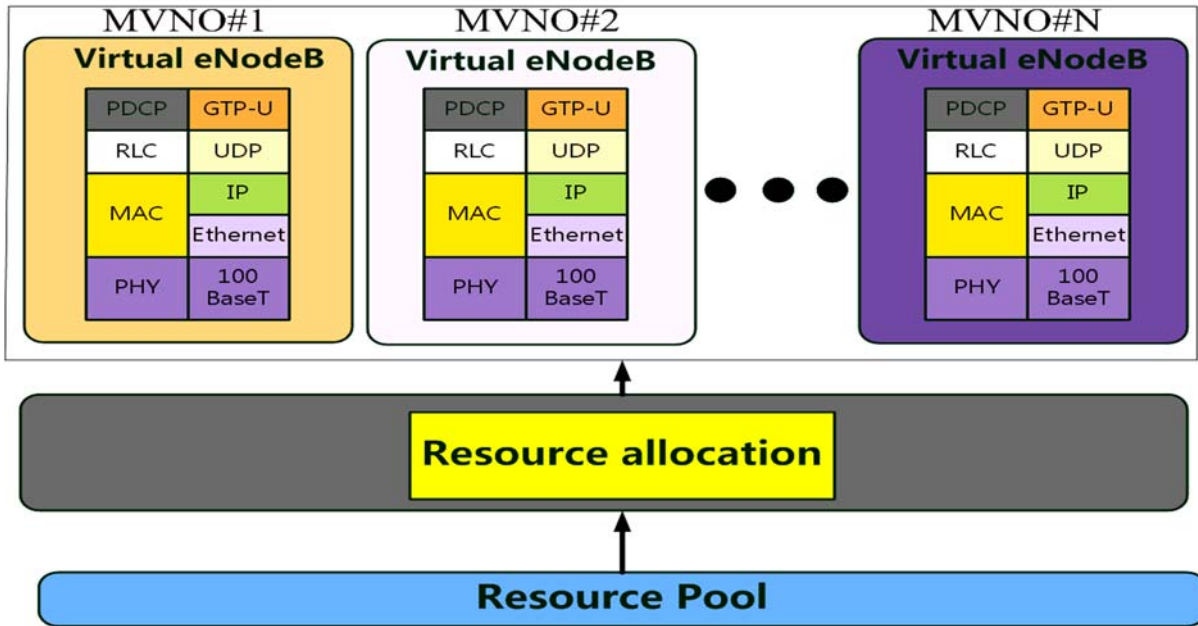 MVNO#1
MVNO#2
MVNO#N
Virtual eNodeB
Virtual eNodeB
Virtual eNodeB
PDCP GTP-U
RLC UDP
MAC IP
Ethernet
PHY 100
BaseT
PDCP GTP-U
RLC UDP
MAC IP
Ethernet
PHY 100
BaseT
PDCP GTP-U
RLC UDP
MAC IP
Ethernet
PHY 100
BaseT
Resource allocation
Resource Pool